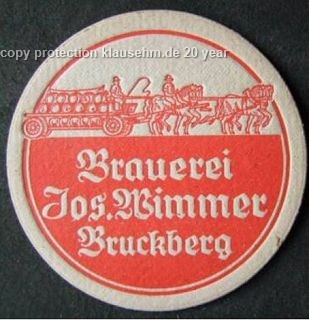 copy protection klausehm.de 20 year
Brauerei
Jos. Wimmer
Bruckberg